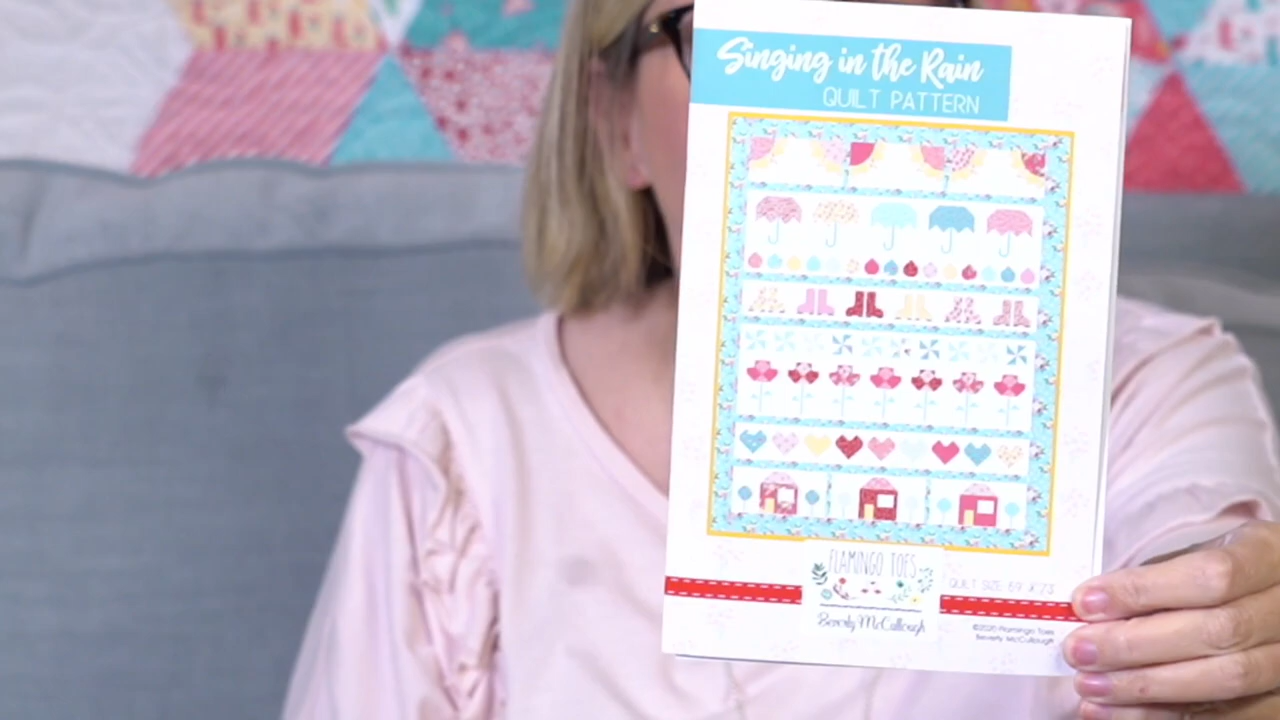 Singing in the Rain
QUILT PATTERN
FLAMINGO TOES
Beverly McCullough
QUILT SIZE: 69" X 73"
©2020 Flamingo Toes
Beverly McCullough